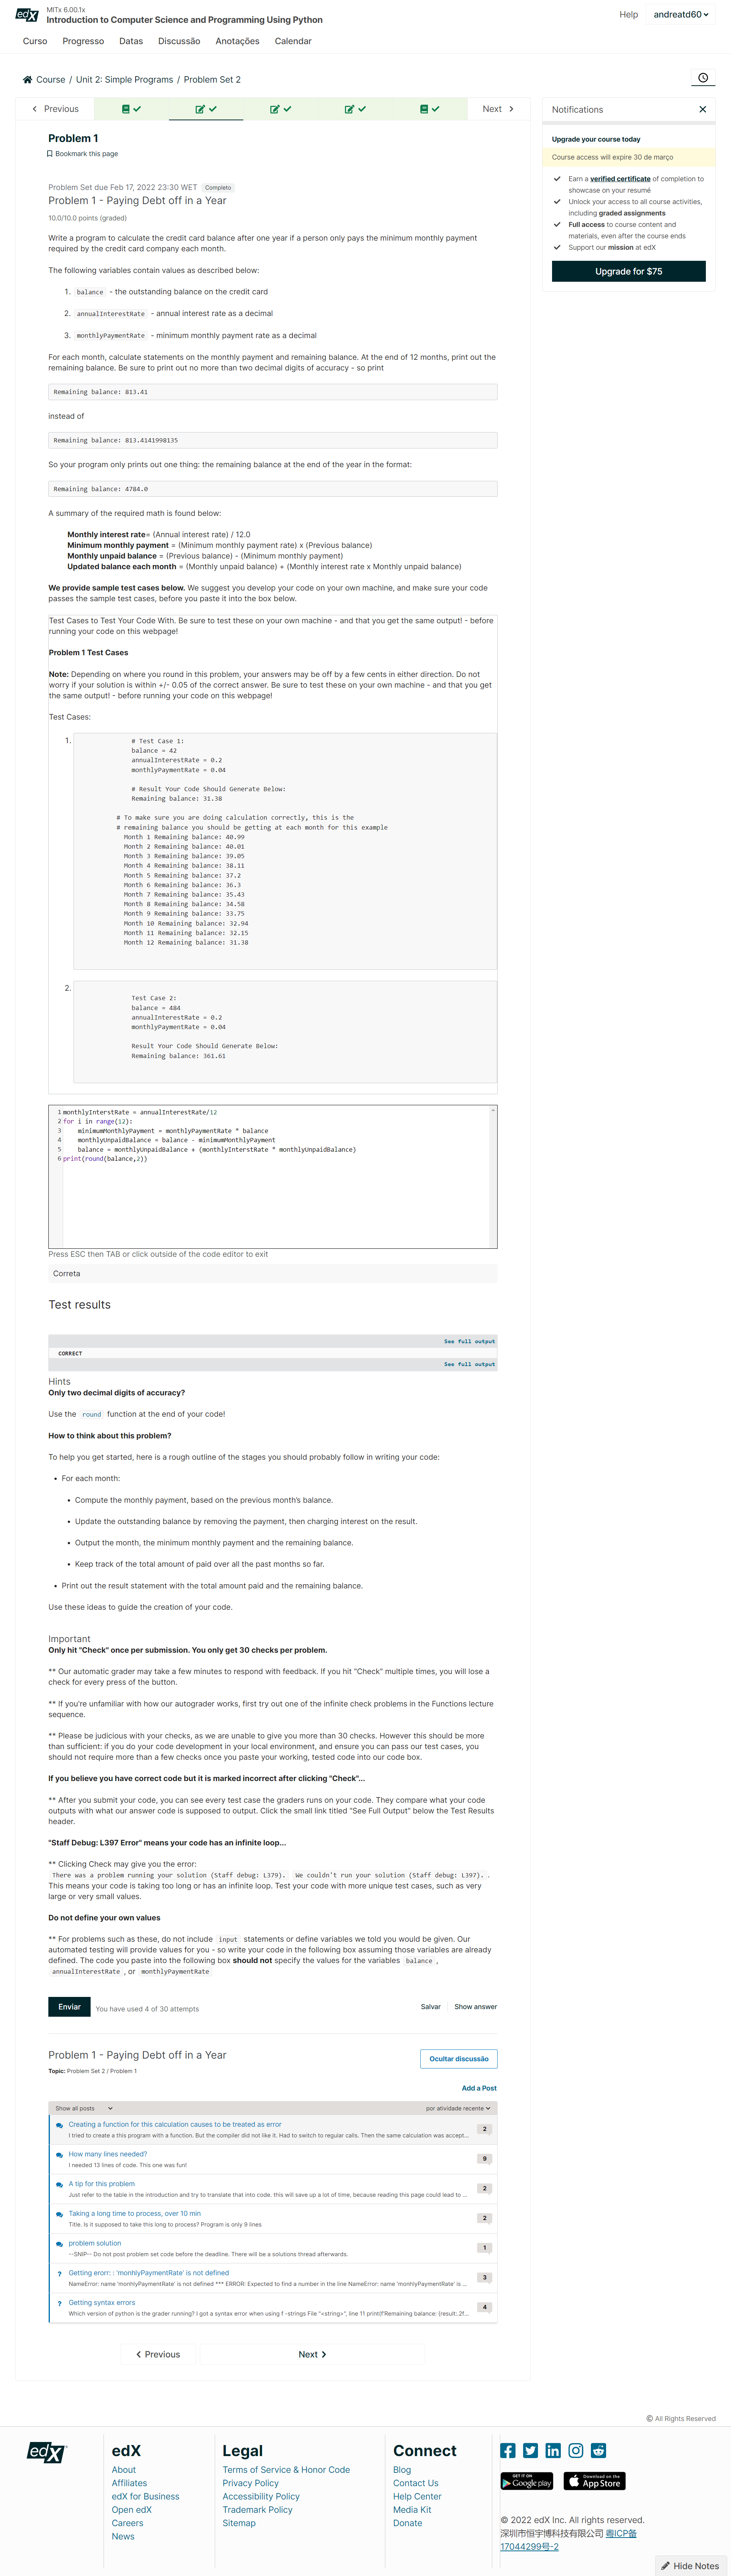 MITx 6.00.1x
Introduction to Computer Science and Programming Using Python
Help
andreatd60
Curso Progresso Datas Discussão Anotações Calendar
Course / Unit 2: Simple Programs / Problem Set 2
Previous
Next
Problem 1
Bookmark this page
Problem Set due Feb 17, 2022 23:30 WET Completo
Problem 1 - Paying Debt off in a Year
10.0/10.0 points (graded)
Write a program to calculate the credit card balance after one year if a person only pays the minimum monthly payment
required by the credit card company each month.
The following variables contain values as described below:
1. balance - the outstanding balance on the credit card
2. annualInterestRate - annual interest rate as a decimal
3. monthlyPaymentRate - minimum monthly payment rate as a decimal
For each month, calculate statements on the monthly payment and remaining balance. At the end of 12 months, print out the
remaining balance. Be sure to print out no more than two decimal digits of accuracy - so print
Remaining balance: 813.41
instead of
Remaining balance: 813.4141998135
So your program only prints out one thing: the remaining balance at the end of the year in the format:
Remaining balance: 4784.0
A summary of the required math is found below:
Monthly interest rate= (Annual interest rate) / 12.0
Minimum monthly payment = (Minimum monthly payment rate) x (Previous balance)
Monthly unpaid balance = (Previous balance) - (Minimum monthly payment)
Updated balance each month = (Monthly unpaid balance) + (Monthly interest rate x Monthly unpaid balance)
We provide sample test cases below. We suggest you develop your code on your own machine, and make sure your code
passes the sample test cases, before you paste it into the box below.
Test Cases to Test Your Code With. Be sure to test these on your own machine - and that you get the same output! - before
running your code on this webpage!
Problem 1 Test Cases
Note: Depending on where you round in this problem, your answers may be off by a few cents in either direction. Do not
worry if your solution is within +/- 0.05 of the correct answer. Be sure to test these on your own machine - and that you get
the same output! - before running your code on this webpage!
Test Cases:
1.
# Test Case 1:
balance = 42
annualInterestRate = 0.2
monthlyPaymentRate = 0.04
# Result Your Code Should Generate Below:
Remaining balance: 31.38
# To make sure you are doing calculation correctly, this is the
# remaining balance you should be getting at each month for this example
Month 1 Remaining balance: 40.99
Month 2 Remaining balance: 40.01
Month 3 Remaining balance: 39.05
Month 4 Remaining balance: 38.11
Month 5 Remaining balance: 37.2
Month 6 Remaining balance: 36.3
Month 7 Remaining balance: 35.43
Month 8 Remaining balance: 34.58
Month 9 Remaining balance: 33.75
Month 10 Remaining balance: 32.94
Month 11 Remaining balance: 32.15
Month 12 Remaining balance: 31.38
2.
Test Case 2:
balance = 484
annualInterestRate = 0.2
monthlyPaymentRate = 0.04
Result Your Code Should Generate Below:
Remaining balance: 361.61
1 monthlyInterstRate = annualInterestRate/12
2 for i in range(12):
3 minimumMonthlyPayment = monthlyPaymentRate * balance
4 monthlyUnpaidBalance = balance - minimumMonthlyPayment
5 balance = monthlyUnpaidBalance + (monthlyInterstRate * monthlyUnpaidBalance)
6 print(round(balance,2))
Press ESC then TAB or click outside of the code editor to exit
Correta
Test results
See full output
CORRECT
See full output
Hints
Only two decimal digits of accuracy?
Use the round function at the end of your code!
How to think about this problem?
To help you get started, here is a rough outline of the stages you should probably follow in writing your code:
• For each month:
• Compute the monthly payment, based on the previous month's balance.
• Update the outstanding balance by removing the payment, then charging interest on the result.
• Output the month, the minimum monthly payment and the remaining balance.
• Keep track of the total amount of paid over all the past months so far.
• Print out the result statement with the total amount paid and the remaining balance.
Use these ideas to guide the creation of your code.
Important
Only hit "Check" once per submission. You only get 30 checks per problem.
** Our automatic grader may take a few minutes to respond with feedback. If you hit "Check" multiple times, you will lose a
check for every press of the button.
** If you're unfamiliar with how our autograder works, first try out one of the infinite check problems in the Functions lecture
sequence.
** Please be judicious with your checks, as we are unable to give you more than 30 checks. However this should be more
than sufficient: if you do your code development in your local environment, and ensure you can pass our test cases, you
should not require more than a few checks once you paste your working, tested code into our code box.
If you believe you have correct code but it is marked incorrect after clicking "Check"...
** After you submit your code, you can see every test case the graders runs on your code. They compare what your code
outputs with what our answer code is supposed to output. Click the small link titled "See Full Output" below the Test Results
header.
"Staff Debug: L397 Error" means your code has an infinite loop...
** Clicking Check may give you the error:
There was a problem running your solution (Staff debug: L379). We couldn't run your solution (Staff debug: L397). .
This means your code is taking too long or has an infinite loop. Test your code with more unique test cases, such as very
large or very small values.
Do not define your own values
** For problems such as these, do not include input statements or define variables we told you would be given. Our
automated testing will provide values for you - so write your code in the following box assuming those variables are already
defined. The code you paste into the following box should not specify the values for the variables balance ,
annualInterestRate , or monthlyPaymentRate
Enviar
You have used 4 of 30 attempts
Salvar
Show answer
Problem 1 - Paying Debt off in a Year
Ocultar discussão
Topic: Problem Set 2 / Problem 1
Add a Post
Show all posts
por atividade recente
Creating a function for this calculation causes to be treated as error
I tried to create a this program with a function. But the compiler did not like it. Had to switch to regular calls. Then the same calculation was accept...
2
How many lines needed?
I needed 13 lines of code. This one was fun!
9
A tip for this problem
Just refer to the table in the introduction and try to translate that into code. this will save up a lot of time, because reading this page could lead to ...
2
Taking a long time to process, over 10 min
Title. Is it supposed to take this long to process? Program is only 9 lines
2
problem solution
--SNIP-- Do not post problem set code before the deadline. There will be a solutions thread afterwards.
1
? Getting erorr: : 'monhlyPaymentRate' is not defined
NameError: name 'monhlyPaymentRate' is not defined *** ERROR: Expected to find a number in the line NameError: name 'monhlyPaymentRate' is ...
3
? Getting syntax errors
Which version of python is the grader running? I got a syntax error when using f -strings File "<string>", line 11 print(f'Remaining balance: {result:.2f...
4
Previous
Next
Notifications
Upgrade your course today
Course access will expire 30 de março
Earn a verified certificate of completion to
showcase on your resumé
Unlock your access to all course activities,
including graded assignments
Full access to course content and
materials, even after the course ends
Support our mission at edX
Upgrade for $75
© All Rights Reserved
edX
edX
About
Affiliates
edX for Business
Open edX
Careers
News
Legal
Terms of Service & Honor Code
Privacy Policy
Accessibility Policy
Trademark Policy
Sitemap
Connect
Blog
Contact Us
Help Center
Media Kit
Donate
GET IT ON
Google play
Download on the
App Store
© 2022 edX Inc. All rights reserved.
深圳市恒宇博科技有限公司 粤ICP备
17044299号-2
Hide Notes